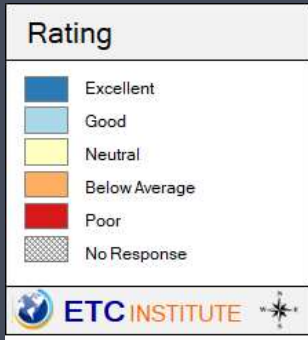 Rating
Excellent
Good
Neutral
Below Average
Poor
No Response
ETC INSTITUTE